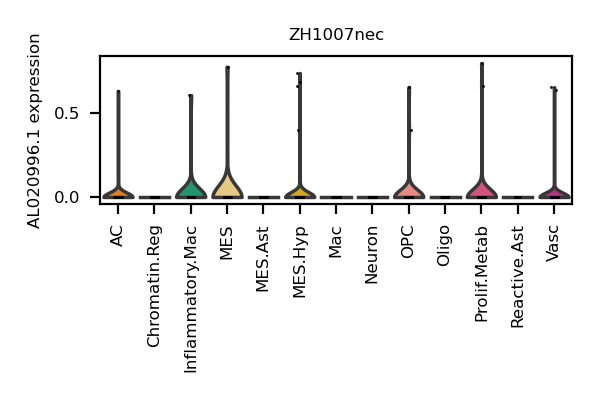 ZH1007nec
AL020996.1 expression
0.5
0.0
AC
Chromatin.Reg
Inflammatory.Mac
MES
MES.Ast
MES.Hyp
Mac
Neuron
OPC
Oligo
Prolif.Metab
Reactive.Ast
Vasc